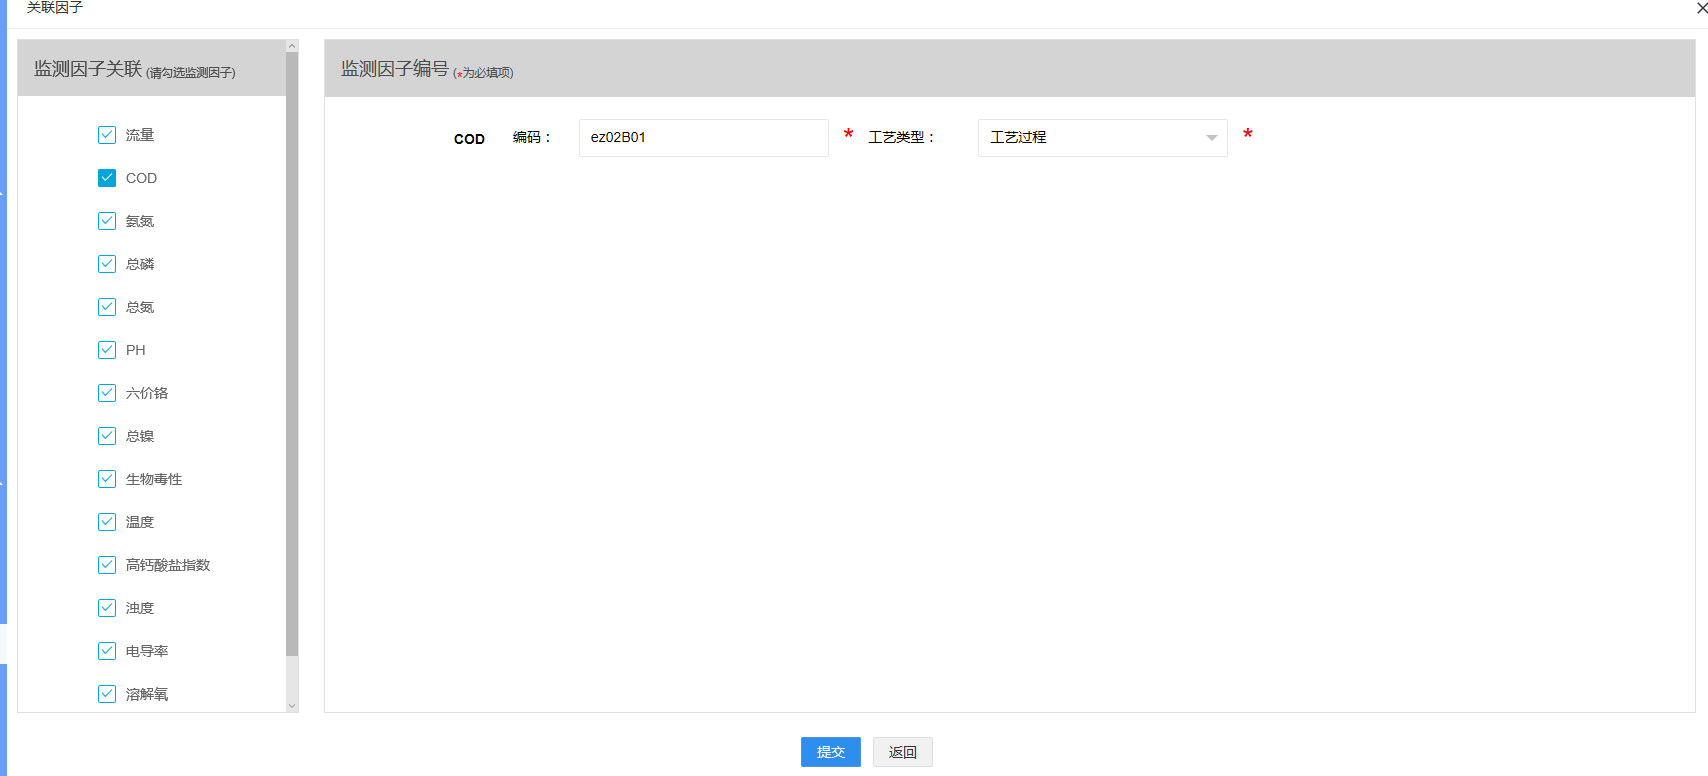 关联因子
监测因子关联 (请勾选监测因子)
流量
COD
氨氮
总磷
总氮
PH
六价铬
总镍
生物毒性
温度
高钙酸盐指数
浊度
电导率
溶解氧
监测因子编号 (*为必填项)
COD 编码： ez02B01 * 工艺类型： 工艺过程 *
提交 返回